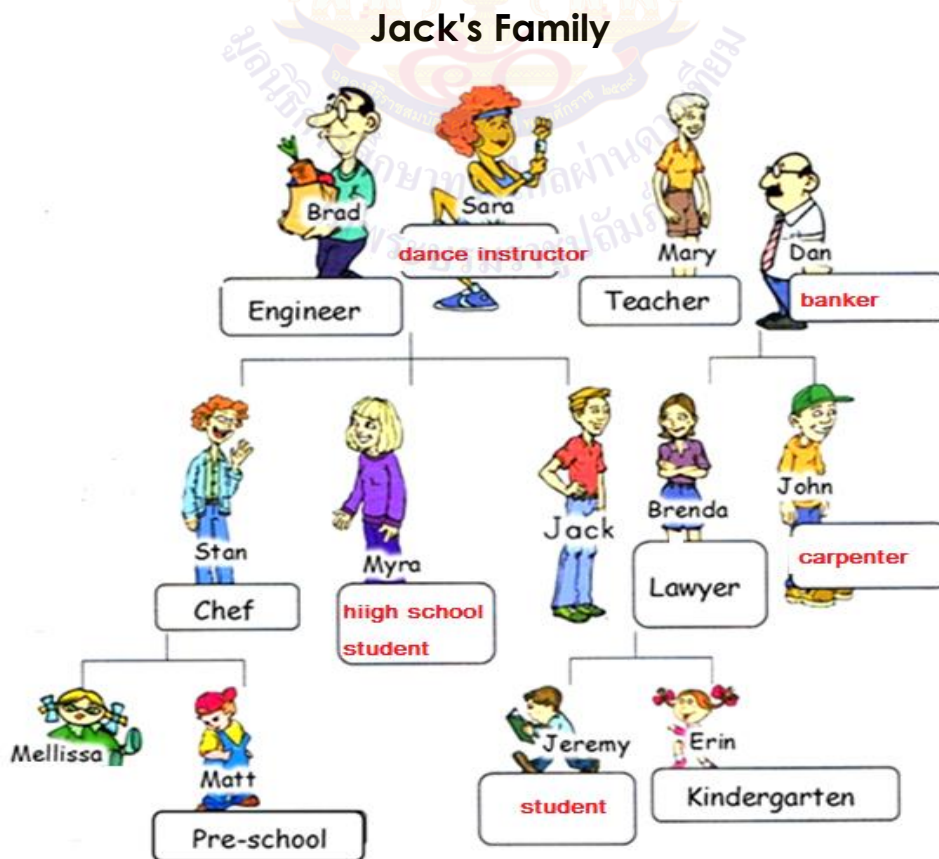 Jack's Family
Brad
Sara
Mary
Dan
Engineer
dance instructor
Teacher
banker
Stan
Myra
Jack
Brenda
John
Chef
hiigh school
student
Lawyer
carpenter
Mellissa
Matt
Jeremy
Erin
Pre-school
student
Kindergarten